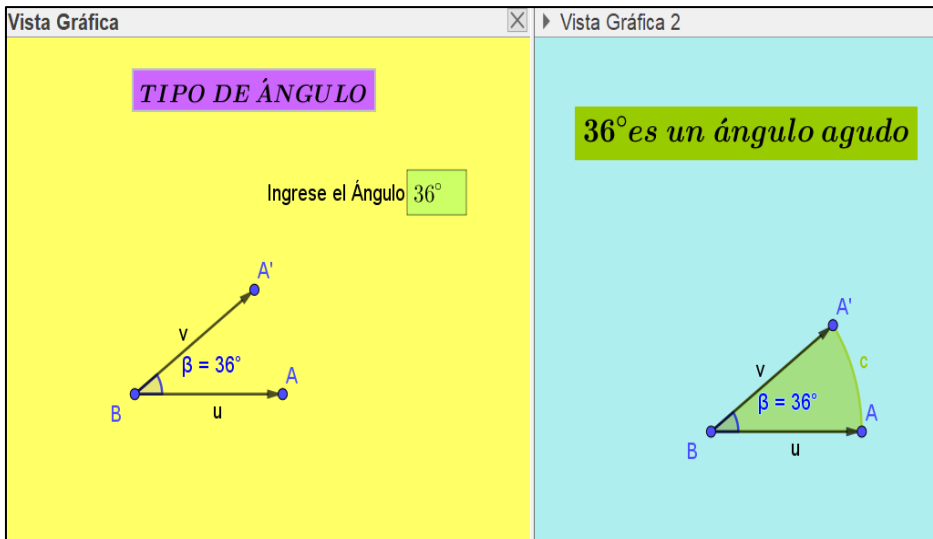 Vista Gráfica
TIPO DE ÁNGULO
Ingrese el Ángulo 36°
A'
v
β = 36°
A
B
u
Vista Gráfica 2
36°es un ángulo agudo
A'
c
v
β = 36°
A
B
u